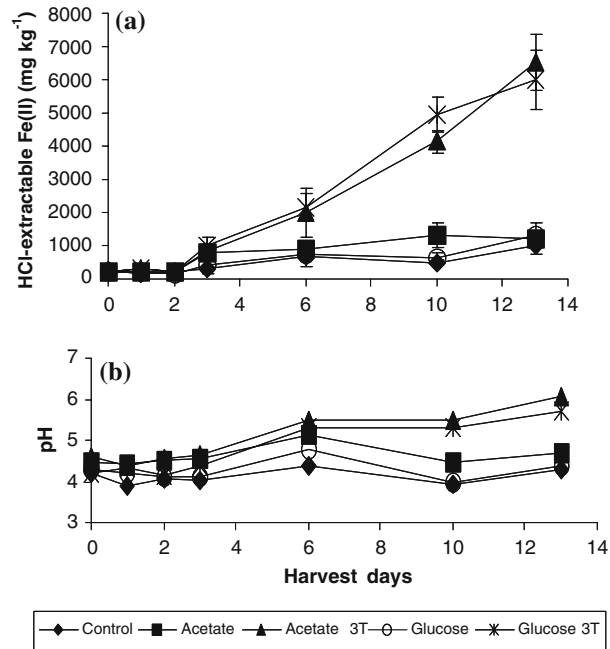 (a)
HCl-extractable Fe(II) (mg kg⁻¹)
8000
7000
6000
5000
4000
3000
2000
1000
0
0 2 4 6 8 10 12 14
(b)
pH
7
6
5
4
3
0 2 4 6 8 10 12 14
Harvest days
Control Acetate Acetate 3T Glucose Glucose 3T